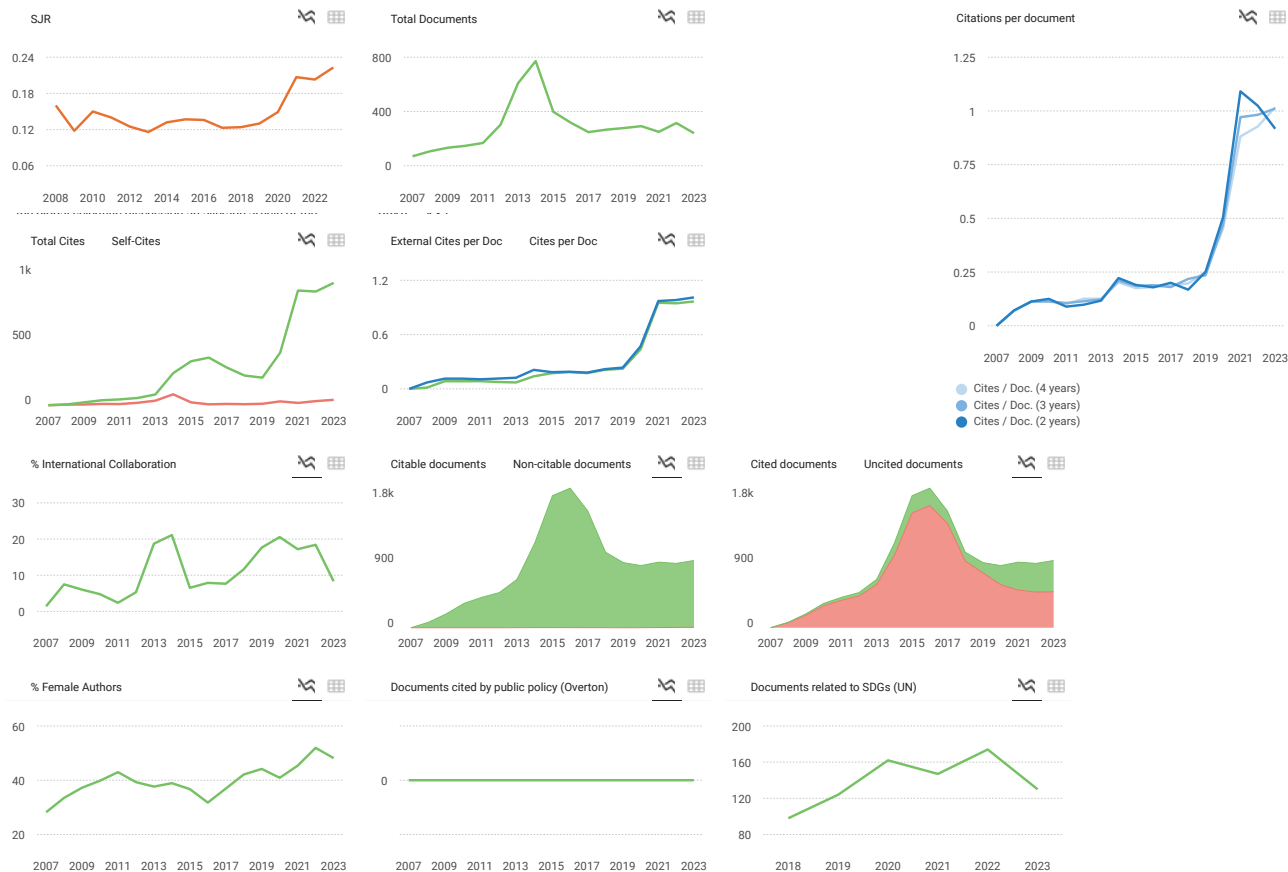 SJR
0.24
0.18
0.12
0.06
2008 2010 2012 2014 2016 2018 2020 2022
Total Documents
800
400
0
2007 2009 2011 2013 2015 2017 2019 2021 2023
Citations per document
1.25
1
0.75
0.5
0.25
0
2007 2009 2011 2013 2015 2017 2019 2021 2023
Cites / Doc. (4 years)
Cites / Doc. (3 years)
Cites / Doc. (2 years)
Total Cites Self-Cites
1k
500
0
2007 2009 2011 2013 2015 2017 2019 2021 2023
External Cites per Doc Cites per Doc
1.2
0.6
0
2007 2009 2011 2013 2015 2017 2019 2021 2023
% International Collaboration
30
20
10
0
2007 2009 2011 2013 2015 2017 2019 2021 2023
Citable documents Non-citable documents
1.8k
900
0
2007 2009 2011 2013 2015 2017 2019 2021 2023
Cited documents Uncited documents
1.8k
900
0
2007 2009 2011 2013 2015 2017 2019 2021 2023
% Female Authors
60
40
20
2007 2009 2011 2013 2015 2017 2019 2021 2023
Documents cited by public policy (Overton)
0
2007 2009 2011 2013 2015 2017 2019 2021 2023
Documents related to SDGs (UN)
200
160
120
80
2018 2019 2020 2021 2022 2023